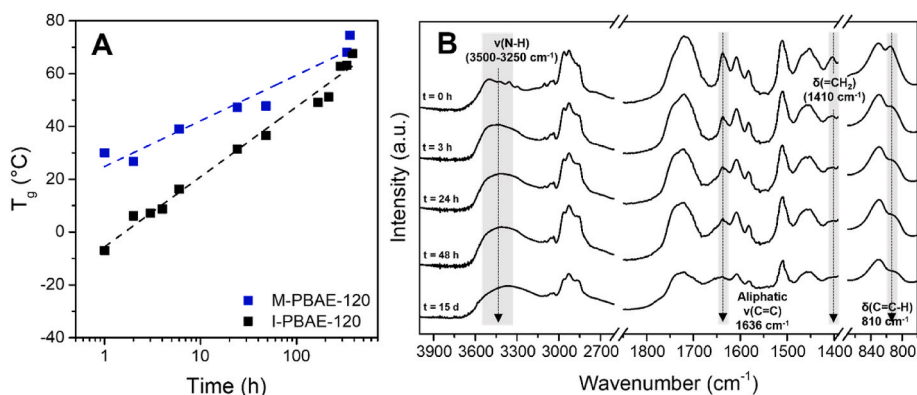 A
80
60
40
20
0
-20
-40
Tg (°C)
1
10
100
Time (h)
M-PBAE-120
I-PBAE-120
B
ν(N-H)
(3500-3250 cm⁻¹)
δ(=CH₂)
(1410 cm⁻¹)
t = 0 h
t = 3 h
t = 24 h
t = 48 h
t = 15 d
Aliphatic
ν(C=C)
1636 cm⁻¹
δ(C=C-H)
810 cm⁻¹
Intensity (a.u.)
3900 3600 3300 3000 2700 1800 1700 1600 1500 1400 840 800
Wavenumber (cm⁻¹)